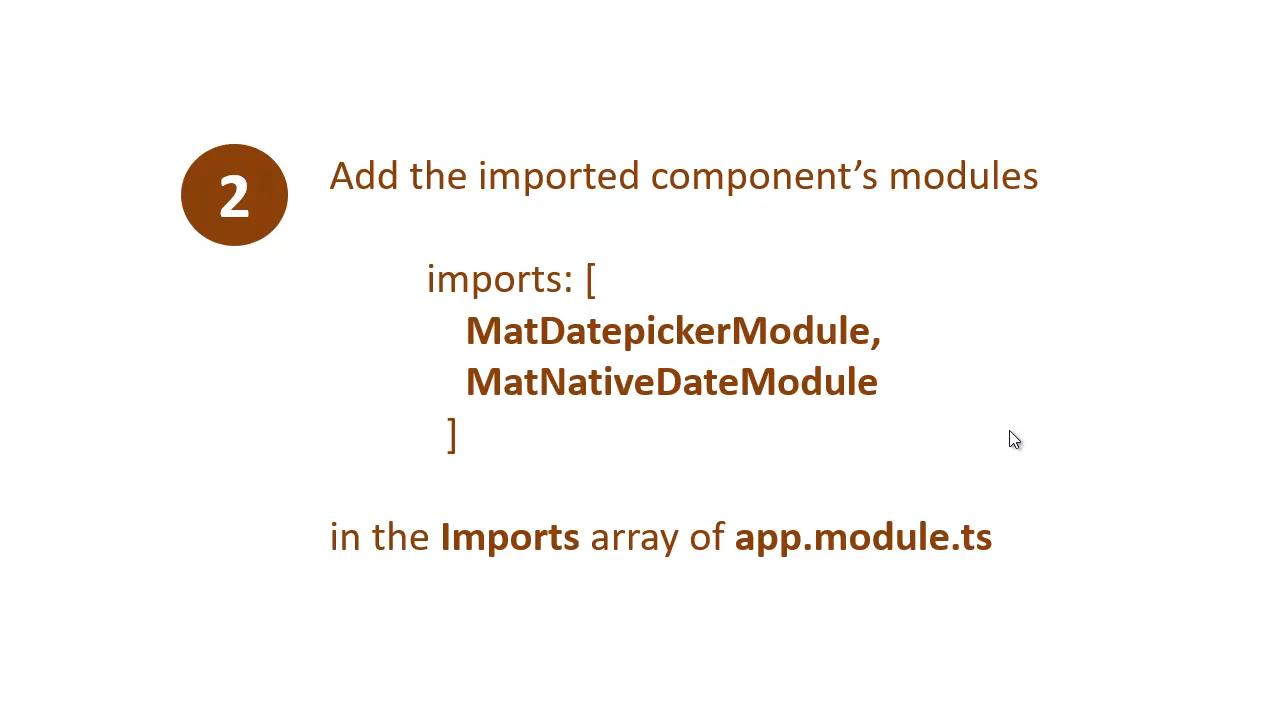 2
Add the imported component’s modules
imports: [
MatDatepickerModule,
MatNativeDateModule
]
in the Imports array of app.module.ts